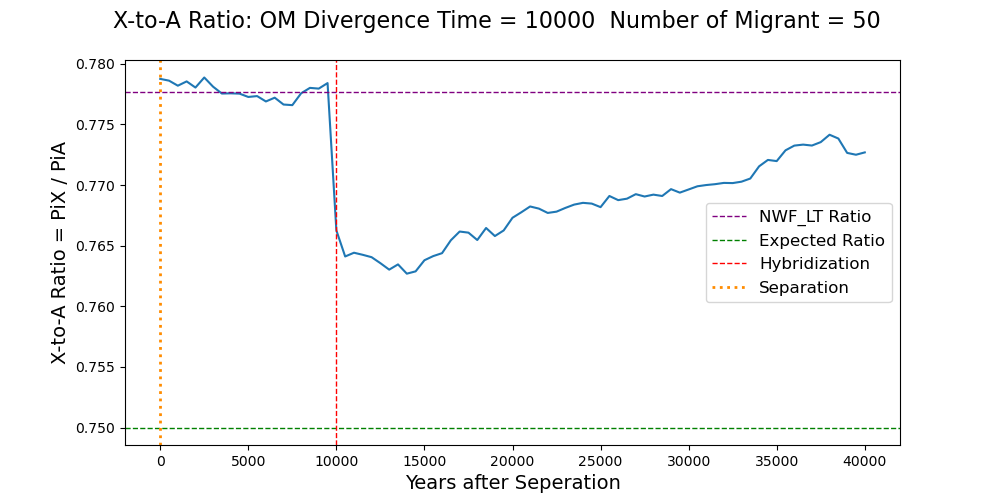 X-to-A Ratio: OM Divergence Time = 10000  Number of Migrant = 50
X-to-A Ratio = PiX / PiA
0.780
0.775
0.770
0.765
0.760
0.755
0.750
NWF_LT Ratio
Expected Ratio
Hybridization
Separation
0 5000 10000 15000 20000 25000 30000 35000 40000
Years after Seperation